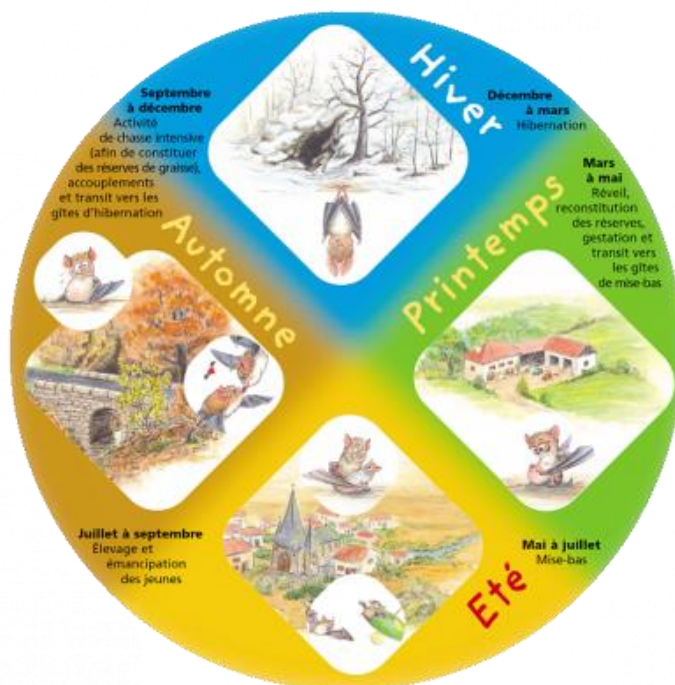 Hiver
Décembre
à mars
Hibernation
Printemps
Mars
à mai
Réveil,
reconstitution
des réserves,
gestation et
transit vers
les gîtes
de mise-bas
Eté
Mai à juillet
Mise-bas
Juillet à septembre
Élevage et
émancipation
des jeunes
Automne
Septembre
à décembre
Activité
de chasse intensive
(afin de constituer
des réserves de graisse),
accouplements
et transit vers les
gîtes d'hibernation